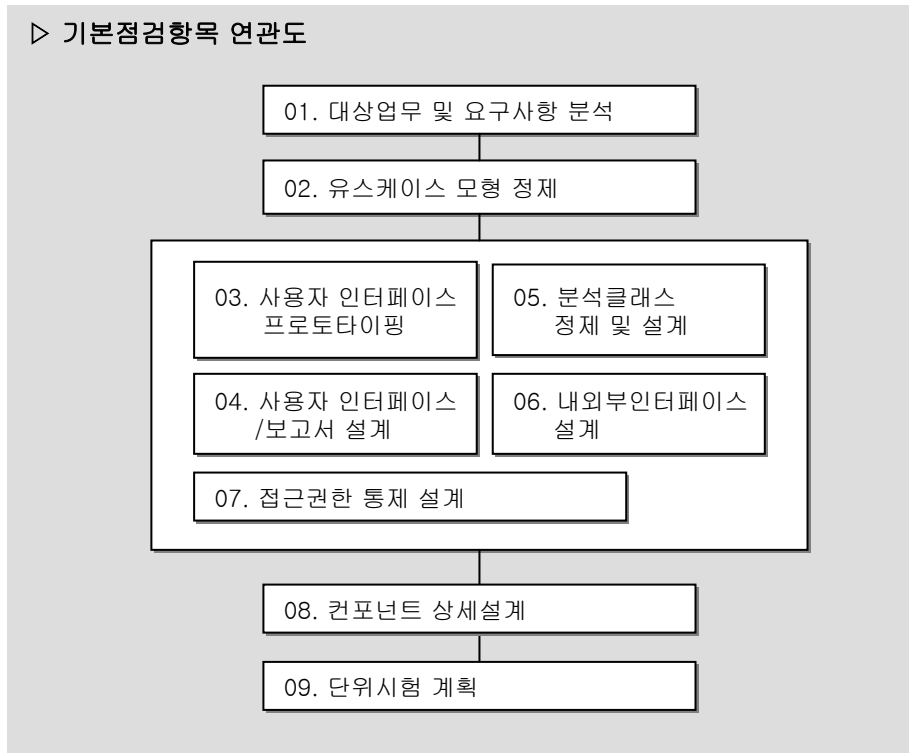 ▷ 기본점검항목 연관도
01. 대상업무 및 요구사항 분석
02. 유스케이스 모형 정제
03. 사용자 인터페이스
프로토타이핑
05. 분석클래스
정제 및 설계
04. 사용자 인터페이스
/보고서 설계
06. 내외부인터페이스
설계
07. 접근권한 통제 설계
08. 컨포넌트 상세설계
09. 단위시험 계획